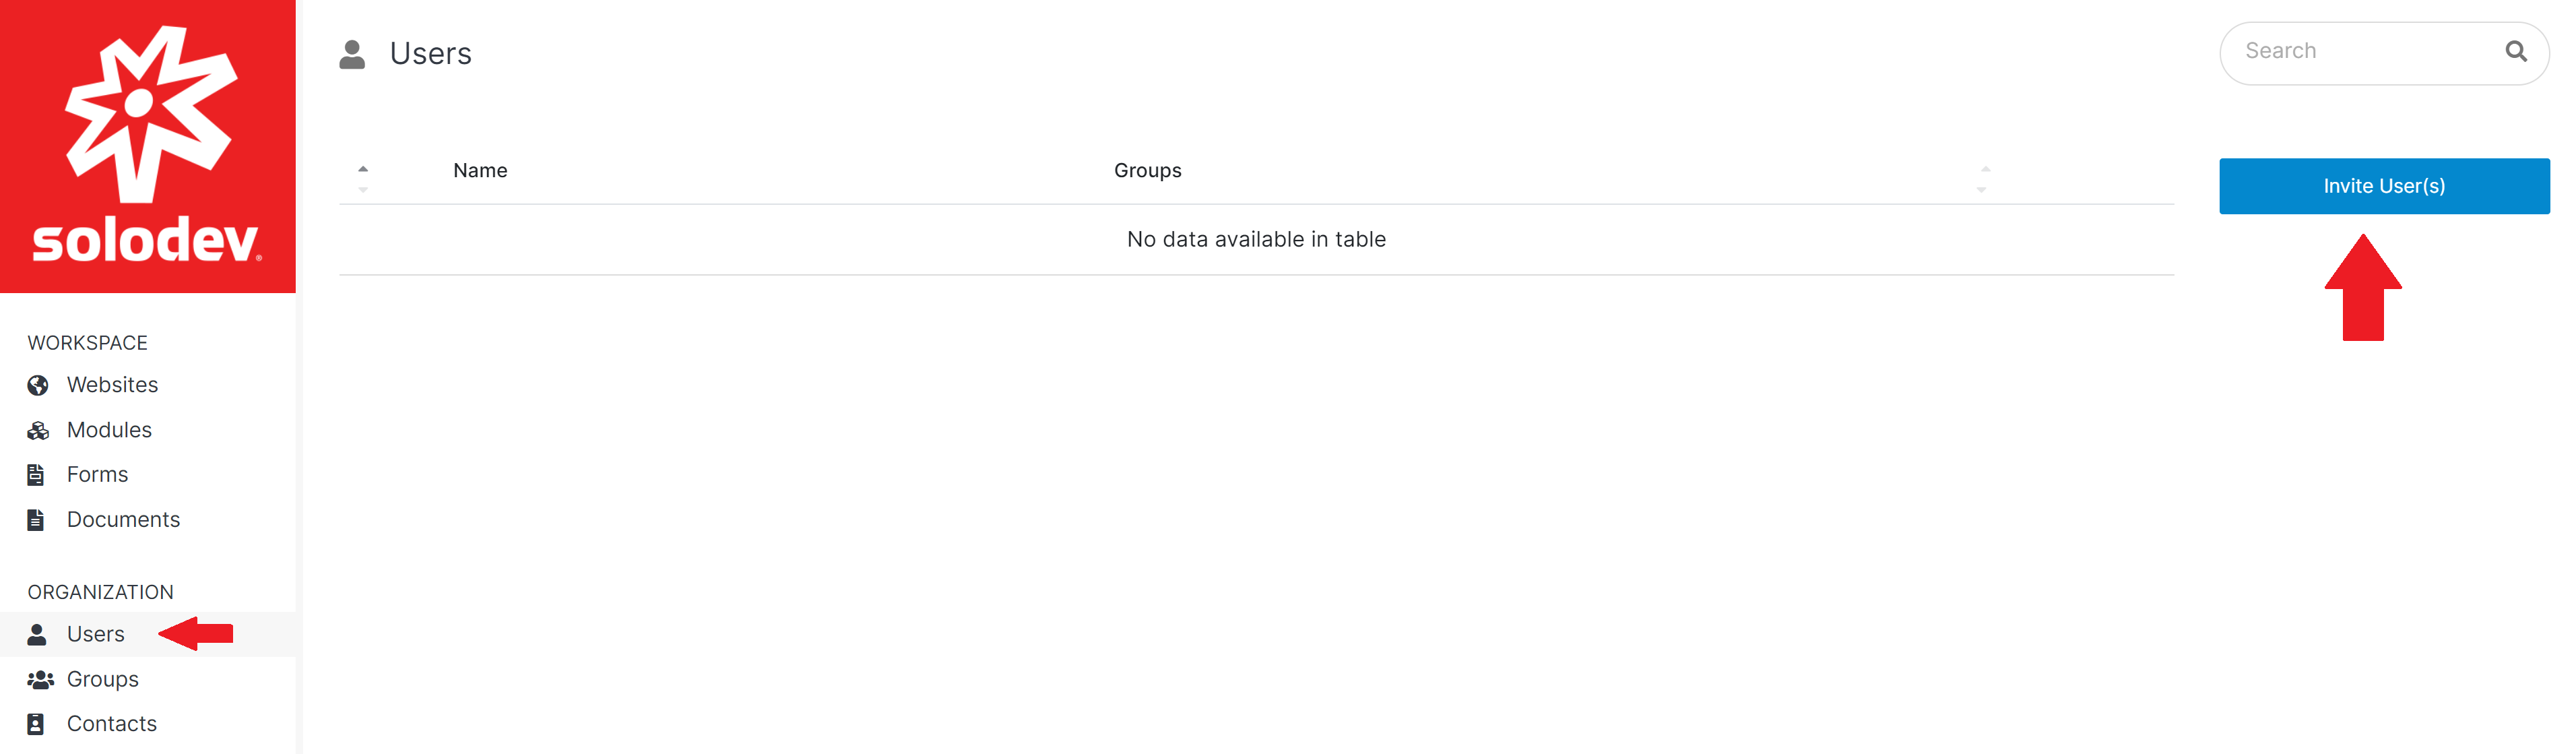 solodev®
WORKSPACE
Websites
Modules
Forms
Documents
ORGANIZATION
Users
Groups
Contacts
Users
Name Groups
No data available in table
Search
Invite User(s)